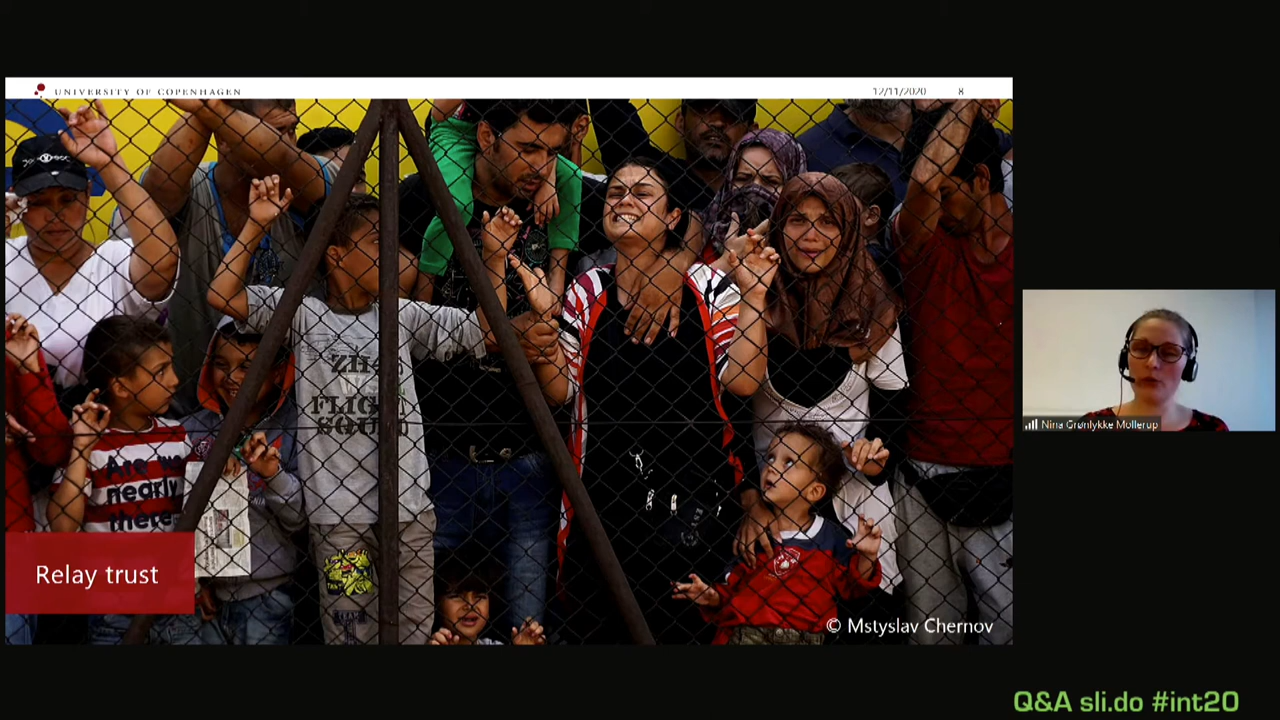 UNIVERSITY OF COPENHAGEN
12/11/2020
8
FLIGHT
SQUAD
Are we
nearly
there
Relay trust
© Mstyslav Chernov
Nina Grønlykke Mollerup
Q&A sli.do #int20